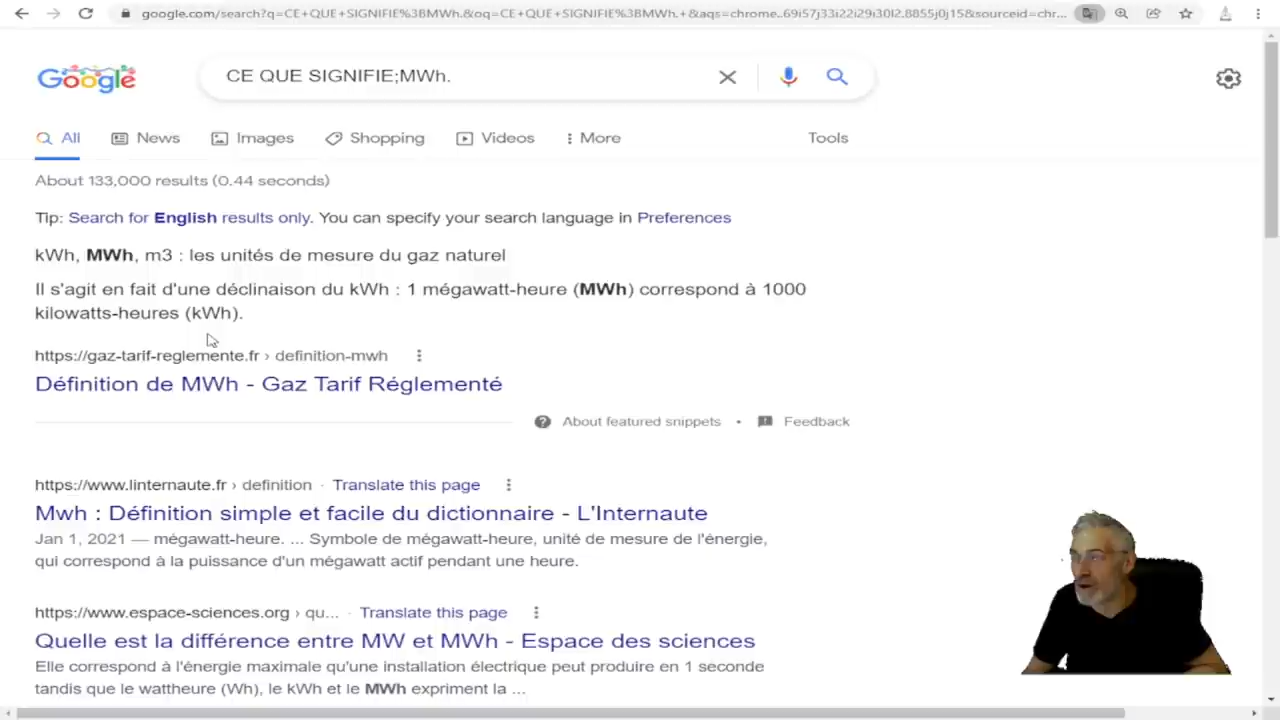 google.com/search?q=CE+QUE+SIGNIFIE%3BMWh.&oq=CE+QUE+SIGNIFIE%3BMWh.+&aqs=chrome..69i57j33i22i29i30l2.8855j0j15&sourceid=chr...
Google
CE QUE SIGNIFIE;MWh.
All News Images Shopping Videos More Tools
About 133,000 results (0.44 seconds)
Tip: Search for English results only. You can specify your search language in Preferences
kWh, MWh, m3 : les unités de mesure du gaz naturel
Il s'agit en fait d'une déclinaison du kWh : 1 mégawatt-heure (MWh) correspond à 1000
kilowatts-heures (kWh).
https://gaz-tarif-reglemente.fr › definition-mwh
Définition de MWh - Gaz Tarif Réglementé
About featured snippets • Feedback
https://www.linternaute.fr › definition · Translate this page
Mwh : Définition simple et facile du dictionnaire - L'Internaute
Jan 1, 2021 — mégawatt-heure. ... Symbole de mégawatt-heure, unité de mesure de l'énergie,
qui correspond à la puissance d'un mégawatt actif pendant une heure.
https://www.espace-sciences.org › qu... · Translate this page
Quelle est la différence entre MW et MWh - Espace des sciences
Elle correspond à l'énergie maximale qu'une installation électrique peut produire en 1 seconde
tandis que le wattheure (Wh), le kWh et le MWh expriment la ...